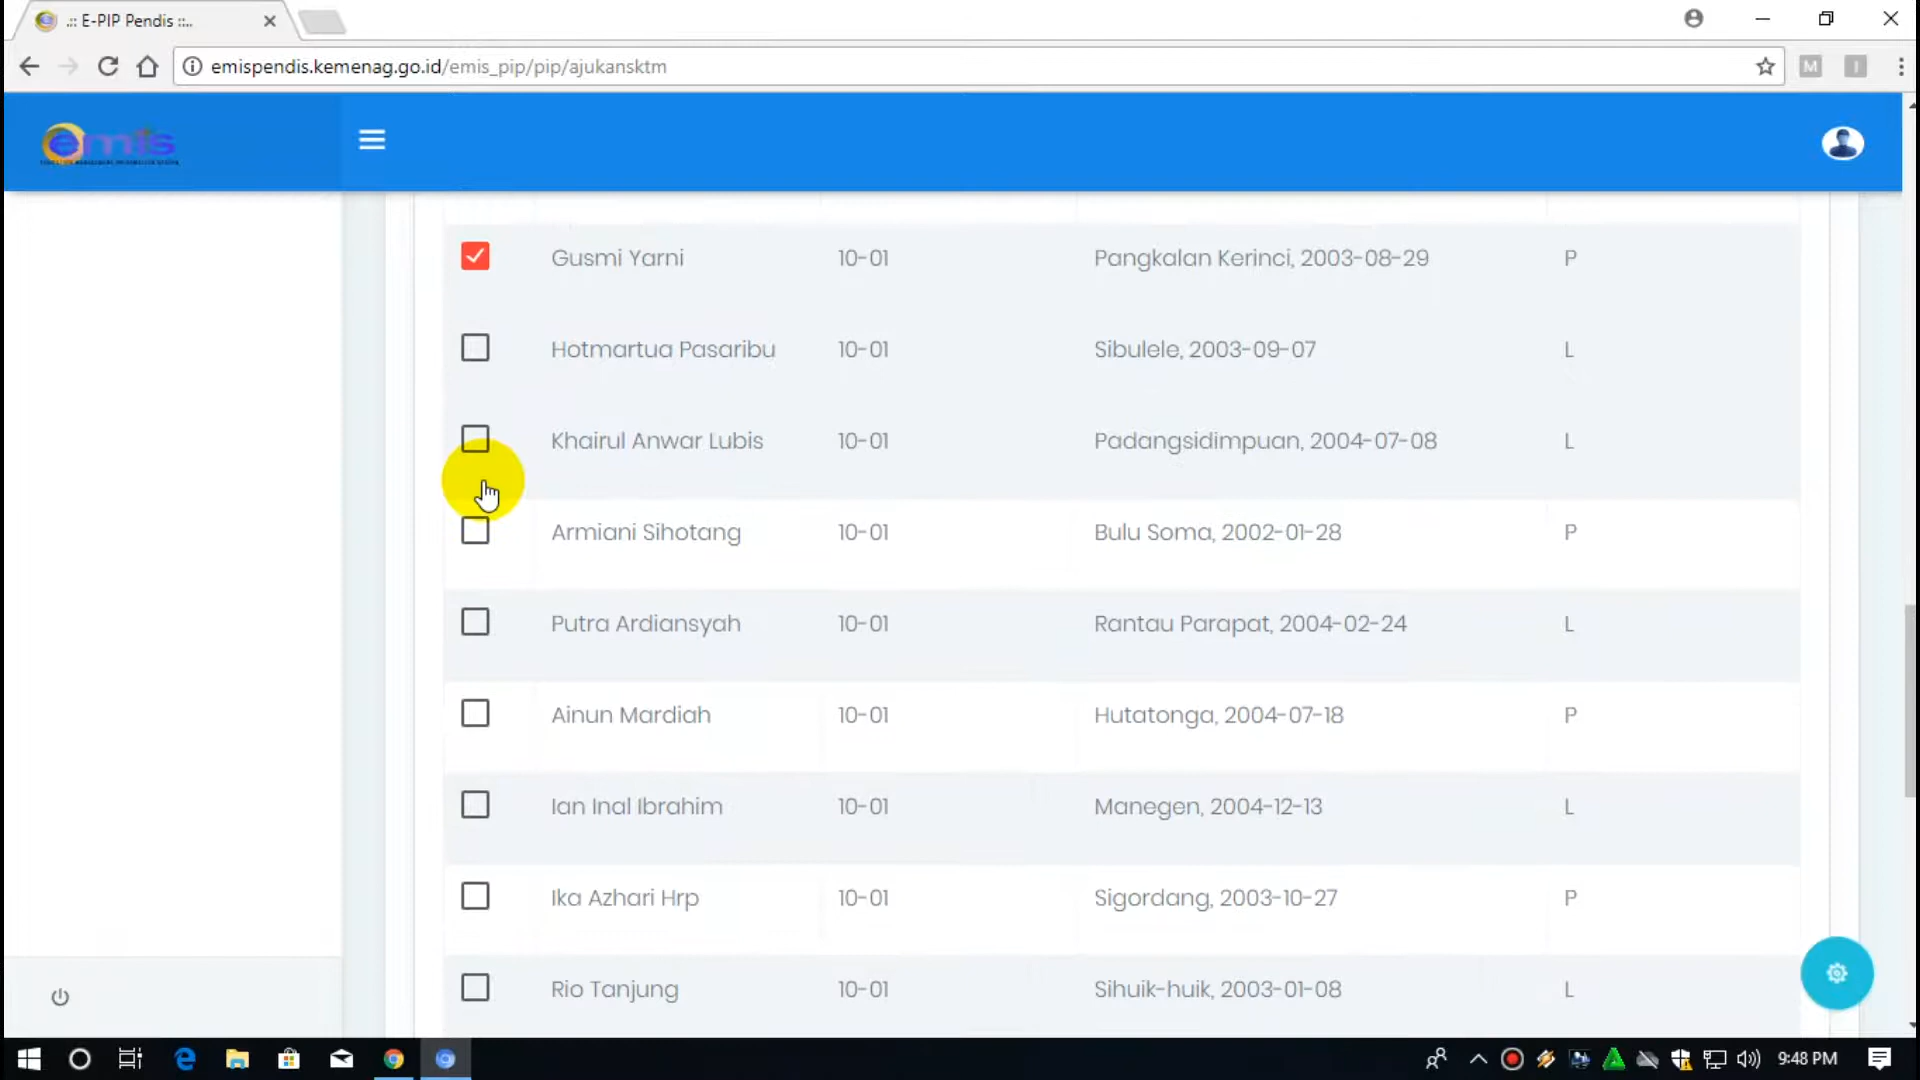 .:: E-PIP Pendis ::..
emispendis.kemenag.go.id/emis_pip/pip/ajukansktm
M
I
emis
Gusmi Yarni 10-01 Pangkalan Kerinci, 2003-08-29 P
Hotmartua Pasaribu 10-01 Sibulele, 2003-09-07 L
Khairul Anwar Lubis 10-01 Padangsidimpuan, 2004-07-08 L
Armiani Sihotang 10-01 Bulu Soma, 2002-01-28 P
Putra Ardiansyah 10-01 Rantau Parapat, 2004-02-24 L
Ainun Mardiah 10-01 Hutatonga, 2004-07-18 P
Ian Inal Ibrahim 10-01 Manegen, 2004-12-13 L
Ika Azhari Hrp 10-01 Sigordang, 2003-10-27 P
Rio Tanjung 10-01 Sihuik-huik, 2003-01-08 L
9:48 PM